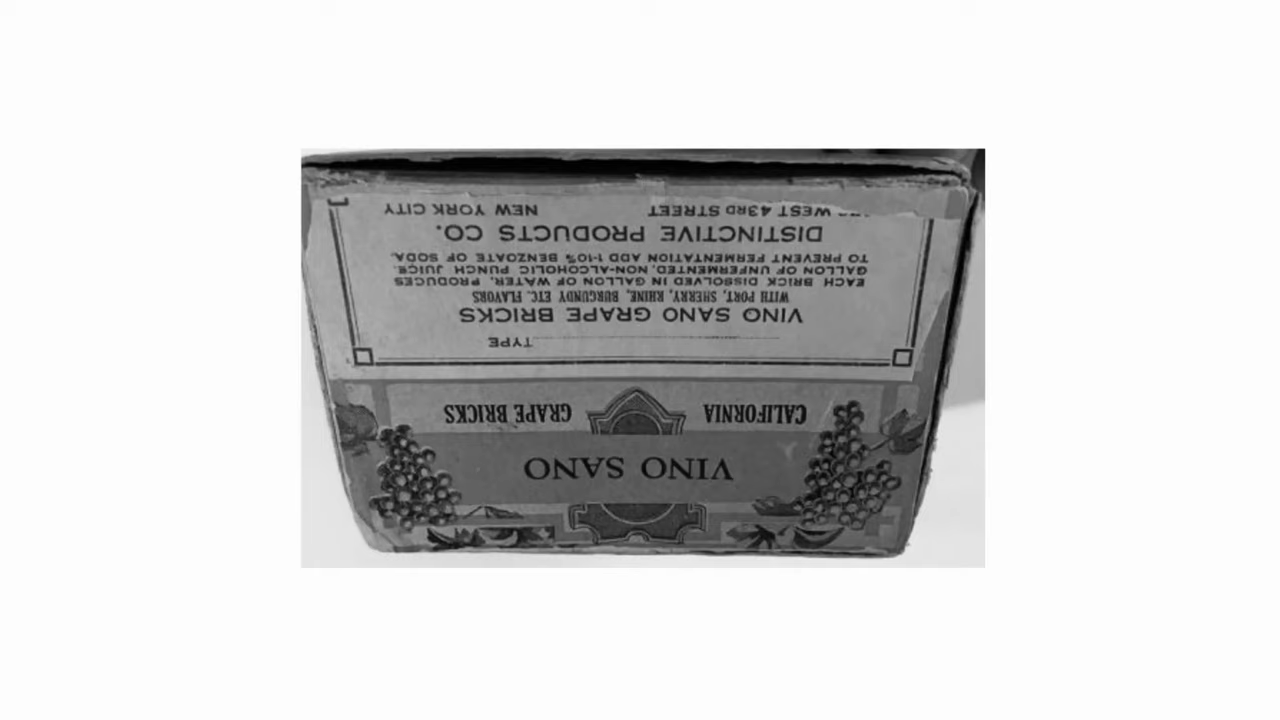 VINO SANO
CALIFORNIA GRAPE BRICKS
TYPE
VINO SANO GRAPE BRICKS
WITH PORT, SHERRY, RHINE, BURGUNDY ETC. FLAVORS
EACH BRICK DISSOLVED IN GALLON OF WATER, PRODUCES
GALLON OF UNFERMENTED, NON-ALCOHOLIC PUNCH JUICE.
TO PREVENT FERMENTATION ADD 1-10% BENZOATE OF SODA.
DISTINCTIVE PRODUCTS CO.
WEST 43RD STREET NEW YORK CITY